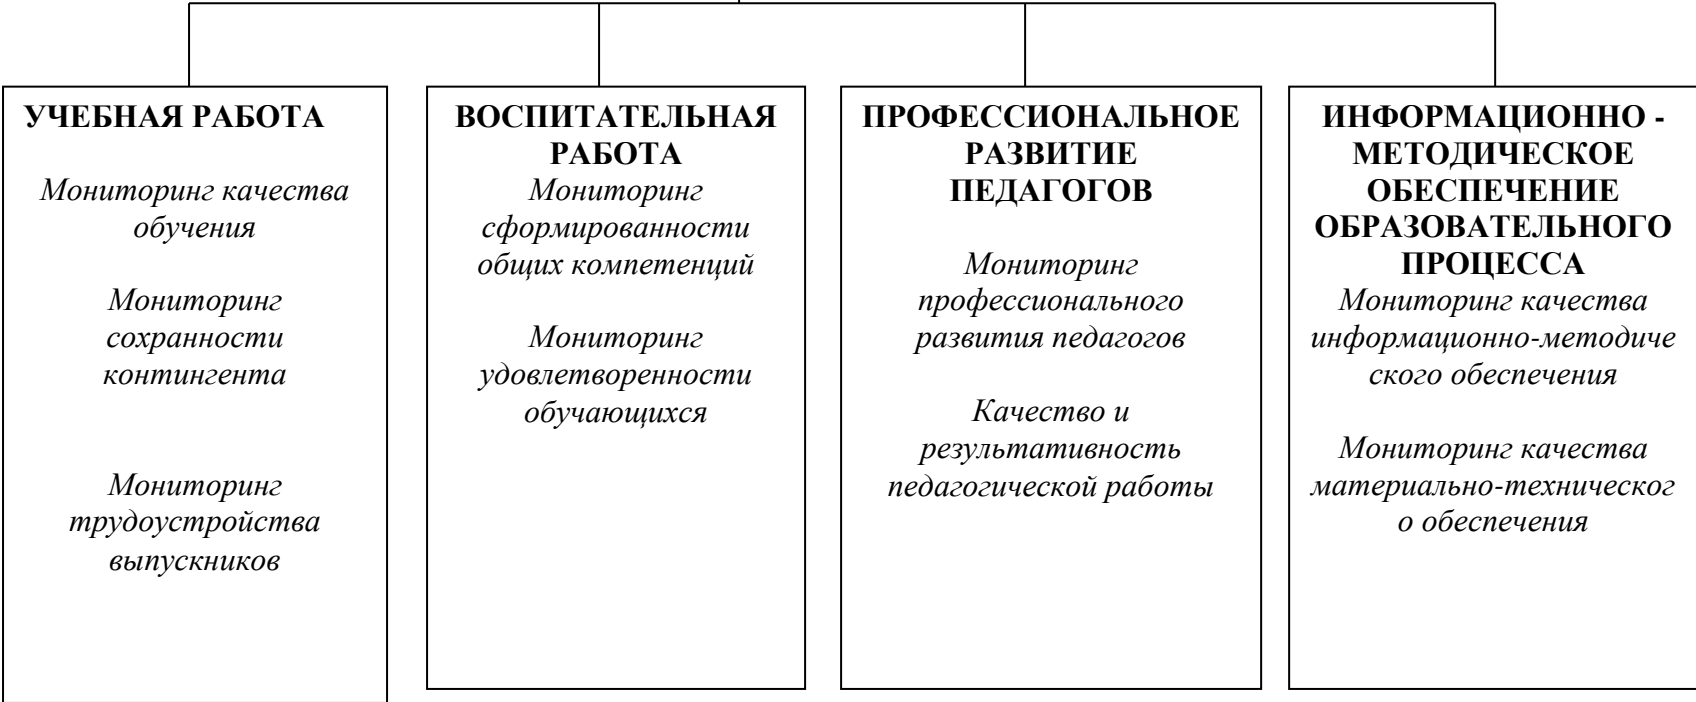 УЧЕБНАЯ РАБОТА
Мониторинг качества
обучения
Мониторинг
сохранности
контингента
Мониторинг
трудоустройства
выпускников
ВОСПИТАТЕЛЬНАЯ
РАБОТА
Мониторинг
сформированности
общих компетенций
Мониторинг
удовлетворенности
обучающихся
ПРОФЕССИОНАЛЬНОЕ
РАЗВИТИЕ
ПЕДАГОГОВ
Мониторинг
профессионального
развития педагогов
Качество и
результативность
педагогической работы
ИНФОРМАЦИОННО -
МЕТОДИЧЕСКОЕ
ОБЕСПЕЧЕНИЕ
ОБРАЗОВАТЕЛЬНОГО
ПРОЦЕССА
Мониторинг качества
информационно-методиче
ского обеспечения
Мониторинг качества
материально-техническог
о обеспечения